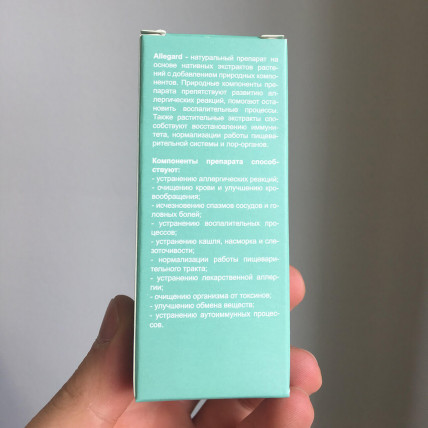 Allegard - натуральный препарат на
основе нативных экстрактов расте-
ний с добавлением природных компо-
нентов. Природные компоненты пре-
парата препятствуют развитию ал-
лергических реакций, помогают оста-
новить воспалительные процессы.
Также растительные экстракты спо-
собствуют восстановлению иммуни-
тета, нормализации работы пищева-
рительной системы и лор-органов.
Компоненты препарата способ-
ствуют:
- устранению аллергических реакций;
- очищению крови и улучшению кро-
вообращения;
- исчезновению спазмов сосудов и го-
ловных болей;
- устранению воспалительных про-
цессов;
- устранению кашля, насморка и сле-
зоточивости;
- нормализации работы пищевари-
тельного тракта;
- устранению лекарственной аллер-
гии;
- очищению организма от токсинов;
- улучшению обмена веществ;
- устранению аутоиммунных процес-
сов.